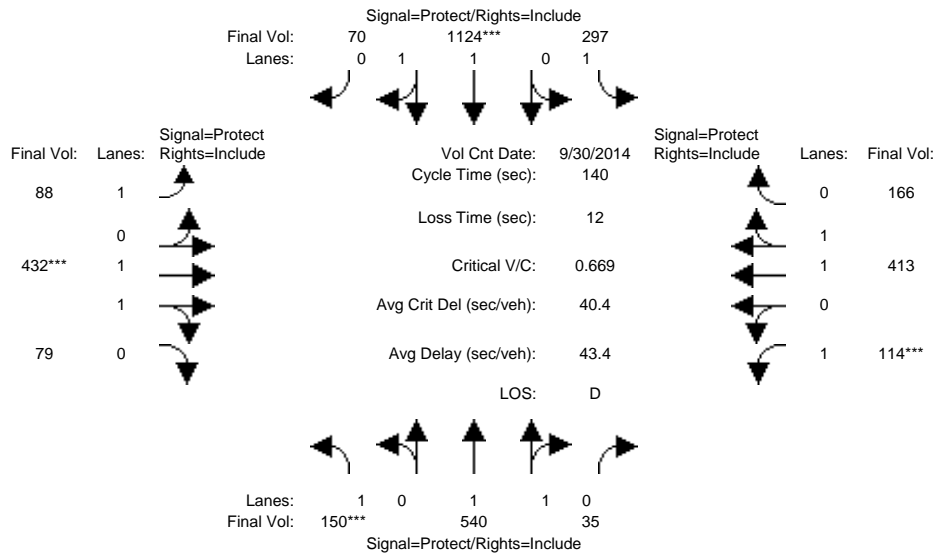 Signal=Protect/Rights=Include
Final Vol: 70 1124*** 297
Lanes: 0 1 1 0 1
Signal=Protect Signal=Protect
Final Vol: Lanes: Rights=Include Vol Cnt Date: 9/30/2014 Rights=Include Lanes: Final Vol:
Cycle Time (sec): 140
88 1 0 166
Loss Time (sec): 12
0 1
432*** 1 Critical V/C: 0.669 1 413
1 Avg Crit Del (sec/veh): 40.4 0
79 0 Avg Delay (sec/veh): 43.4 1 114***
LOS: D
Lanes: 1 0 1 1 0
Final Vol: 150*** 540 35
Signal=Protect/Rights=Include